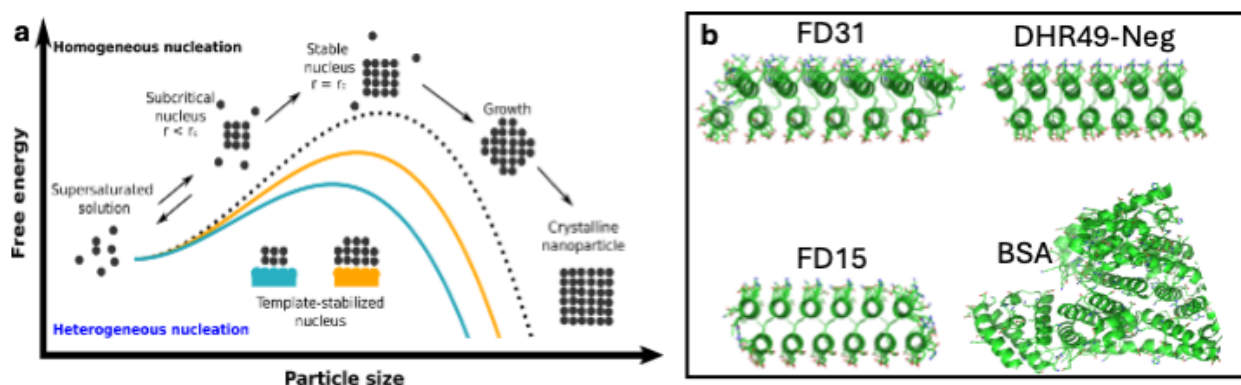 a
Homogeneous nucleation
Stable
nucleus
r = rc
Subcritical
nucleus
r < rc
Growth
Supersaturated
solution
Crystalline
nanoparticle
Template-stabilized
nucleus
Heterogeneous nucleation
Free energy
Particle size
b
FD31
DHR49-Neg
FD15
BSA